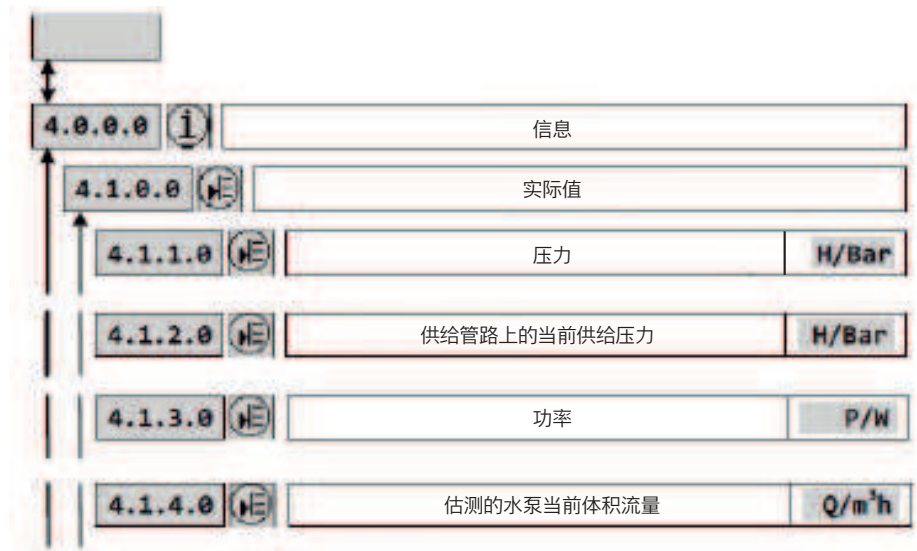 4.0.0.0 信息
4.1.0.0 实际值
4.1.1.0 压力 H/Bar
4.1.2.0 供给管路上的当前供给压力 H/Bar
4.1.3.0 功率 P/W
4.1.4.0 估测的水泵当前体积流量 Q/m³h